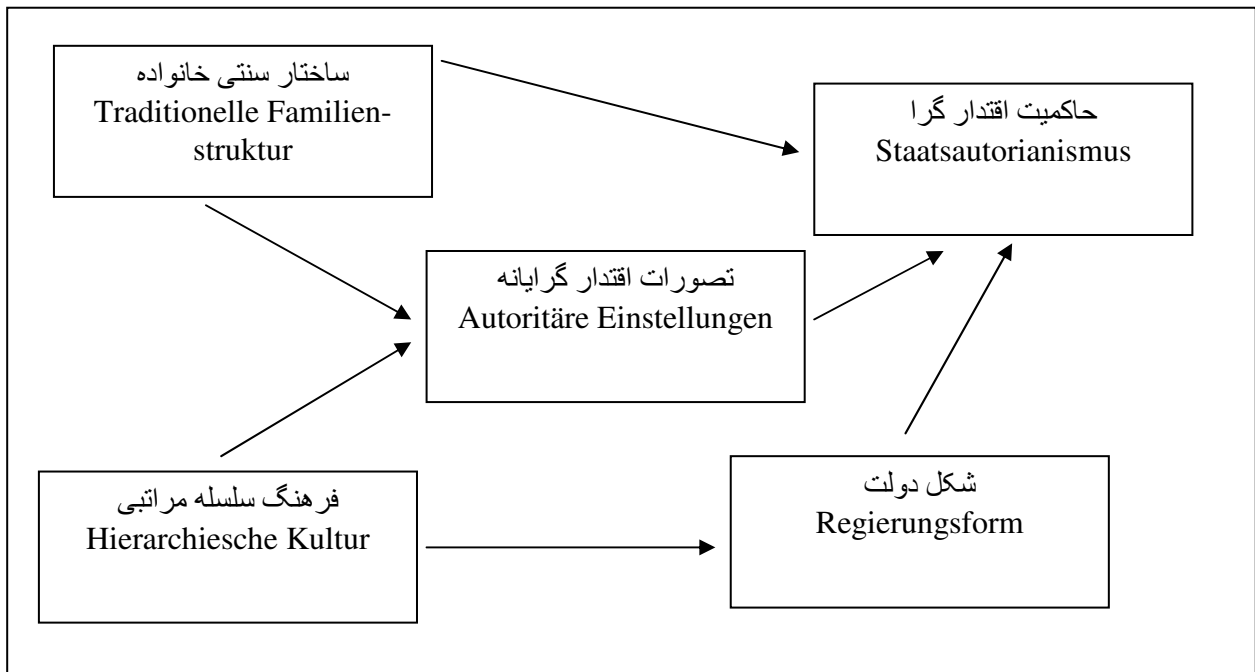 ساختار سنتی خانواده
Traditionelle Familien-
struktur
حاکمیت اقتدار گرا
Staatsautorianismus
تصورات اقتدار گرایانه
Autoritäre Einstellungen
فرهنگ سلسله مراتبی
Hierarchiesche Kultur
شکل دولت
Regierungsform